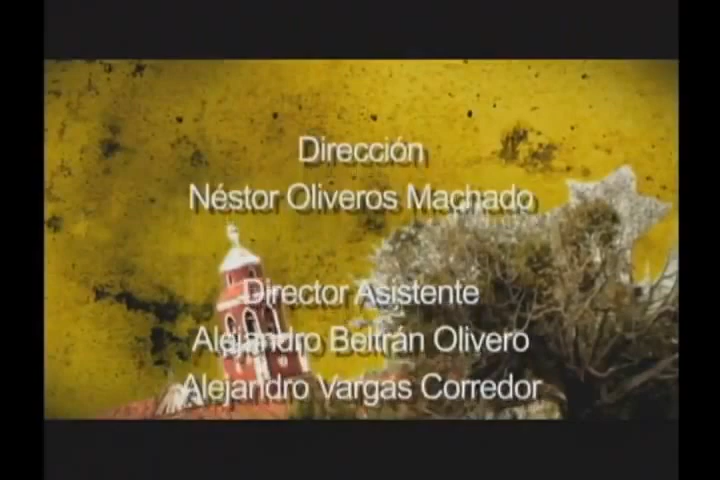 Dirección
Néstor Oliveros Machado
Director Asistente
Alejandro Beltrán Olivero
Alejandro Vargas Corredor